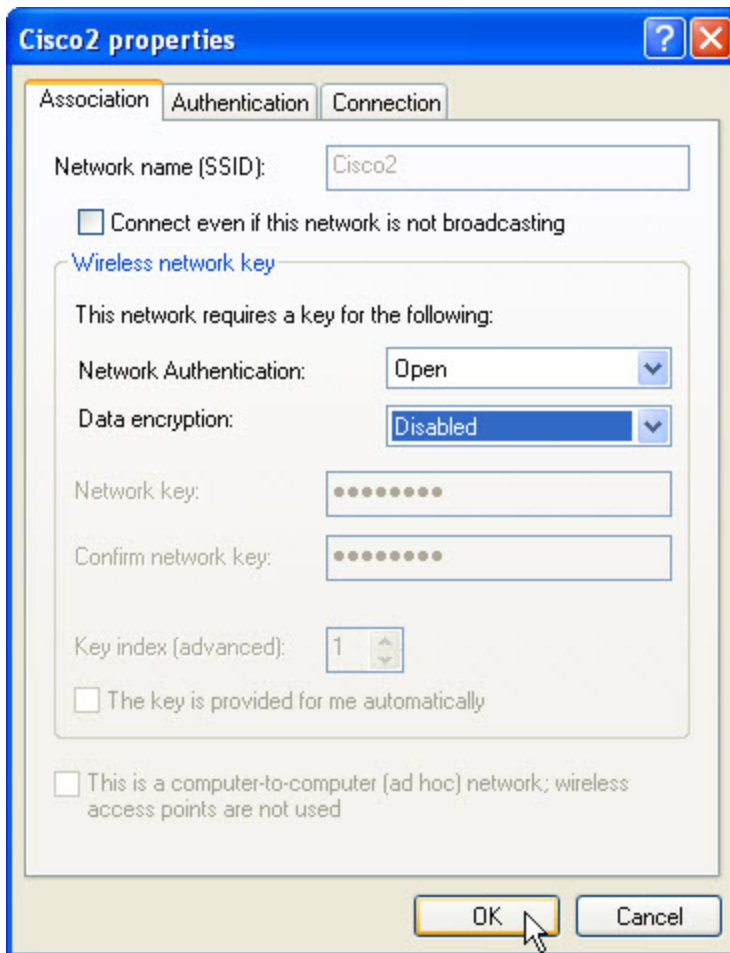 Cisco2 properties
Association Authentication Connection
Network name (SSID): Cisco2
Connect even if this network is not broadcasting
Wireless network key
This network requires a key for the following:
Network Authentication: Open
Data encryption: Disabled
Network key: ••••••••
Confirm network key: ••••••••
Key index (advanced): 1
The key is provided for me automatically
This is a computer-to-computer (ad hoc) network; wireless
access points are not used
OK Cancel